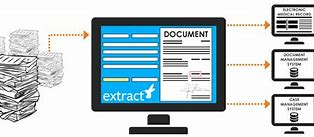 ELECTRONIC
MEDICAL RECORD
DOCUMENT
extract
DOCUMENT
MANAGEMENT
SYSTEM
CASE
MANAGEMENT
SYSTEM